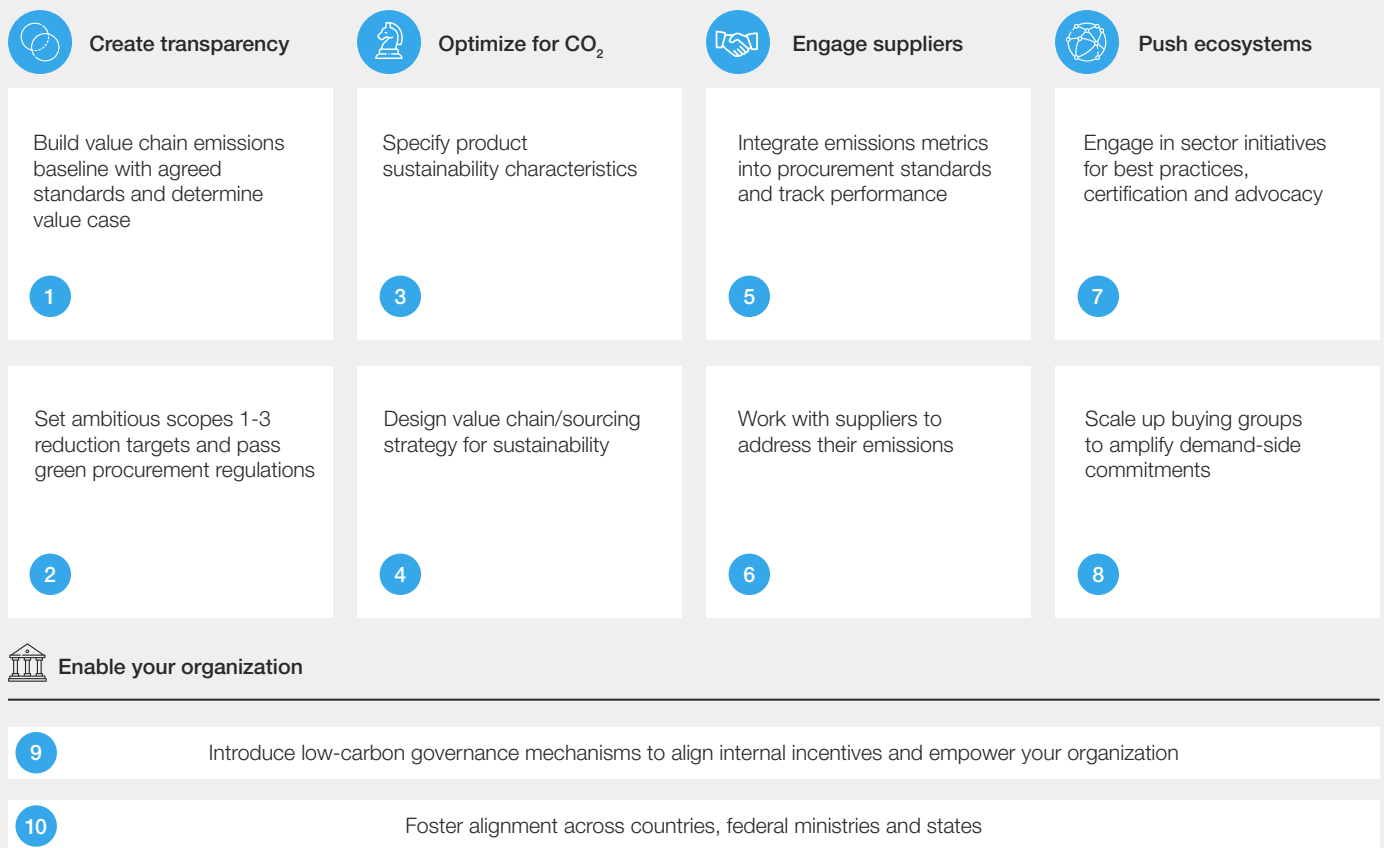 Create transparency
Build value chain emissions
baseline with agreed
standards and determine
value case
1
Set ambitious scopes 1-3
reduction targets and pass
green procurement regulations
2
Optimize for CO₂
Specify product
sustainability characteristics
3
Design value chain/sourcing
strategy for sustainability
4
Engage suppliers
Integrate emissions metrics
into procurement standards
and track performance
5
Work with suppliers to
address their emissions
6
Push ecosystems
Engage in sector initiatives
for best practices,
certification and advocacy
7
Scale up buying groups
to amplify demand-side
commitments
8
Enable your organization
9
Introduce low-carbon governance mechanisms to align internal incentives and empower your organization
10
Foster alignment across countries, federal ministries and states